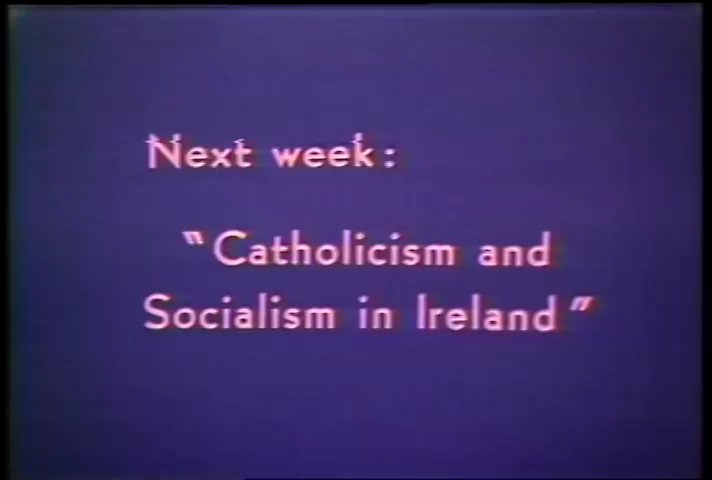 Next week:
"Catholicism and
Socialism in Ireland"